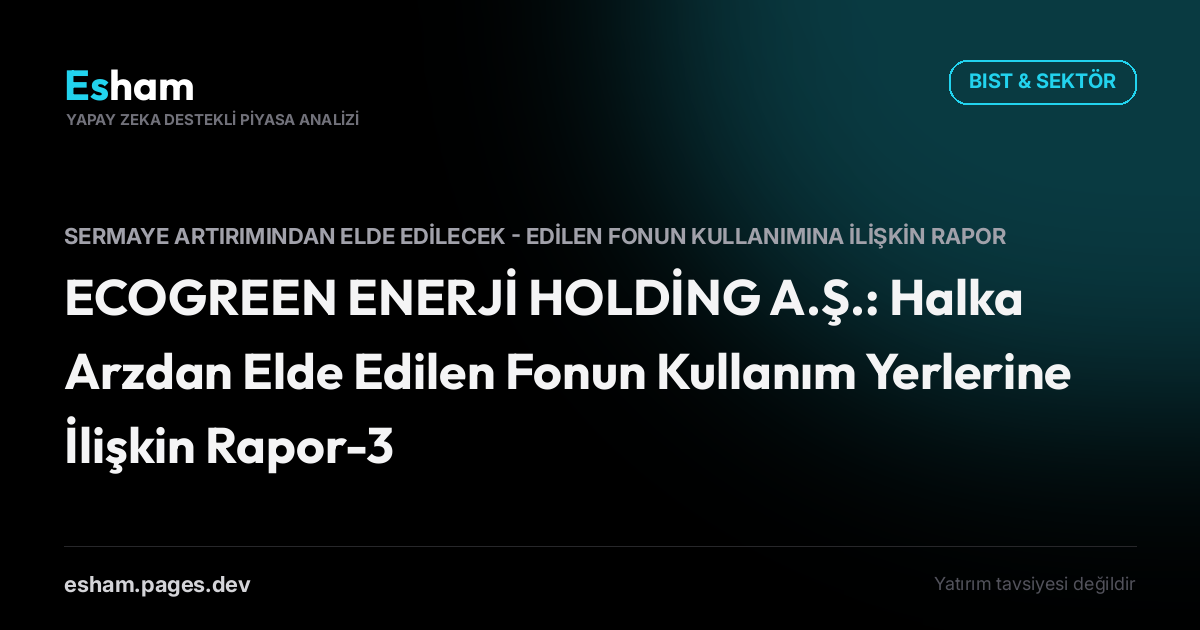 Esham
YAPAY ZEKA DESTEKLİ PİYASA ANALİZİ
BIST & SEKTÖR
SERMAYE ARTIRIMINDAN ELDE EDİLECEK - EDİLEN FONUN KULLANIMINA İLİŞKİN RAPOR
ECOGREEN ENERJİ HOLDİNG A.Ş.: Halka
Arzdan Elde Edilen Fonun Kullanım Yerlerine
İlişkin Rapor-3
esham.pages.dev
Yatırım tavsiyesi değildir